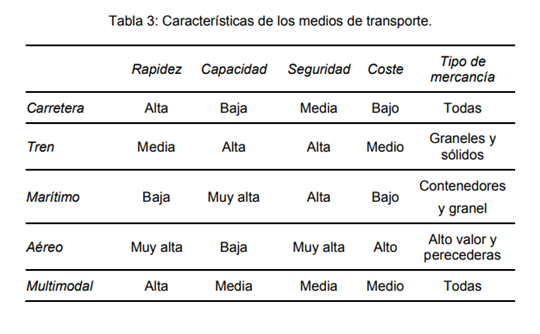 Tabla 3: Características de los medios de transporte.
Rapidez Capacidad Seguridad Coste Tipo de
mercancía
Carretera Alta Baja Media Bajo Todas
Tren Media Alta Alta Medio Graneles y
sólidos
Marítimo Baja Muy alta Alta Bajo Contenedores
y granel
Aéreo Muy alta Baja Muy alta Alto Alto valor y
perecederas
Multimodal Alta Media Media Medio Todas